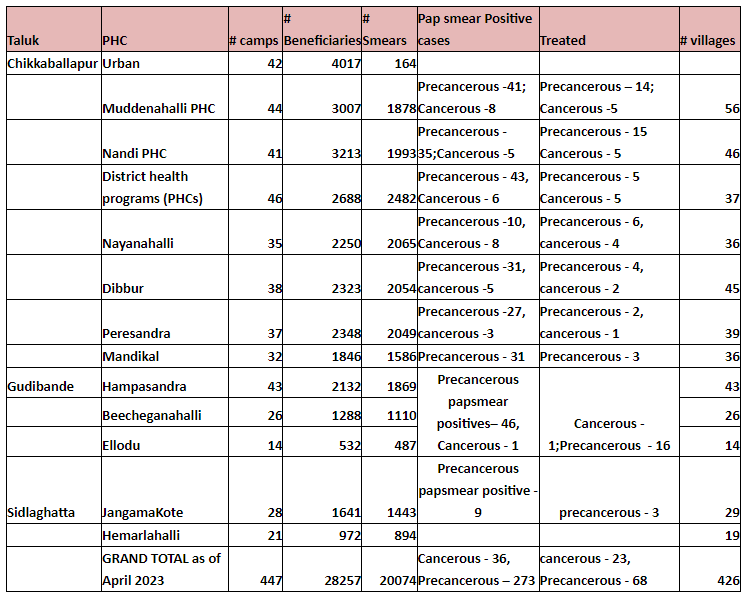 Taluk PHC # camps # Beneficiaries # Smears Pap smear Positive cases Treated # villages
Chikkaballapur Urban 42 4017 164
Muddenahalli PHC 44 3007 1878 Precancerous -41; Cancerous -8 Precancerous – 14; Cancerous -5 56
Nandi PHC 41 3213 1993 Precancerous - 35;Cancerous -5 Precancerous - 15 Cancerous - 5 46
District health programs (PHCs) 46 2688 2482 Precancerous - 43, Cancerous - 6 Precancerous - 5 Cancerous - 5 37
Nayanahalli 35 2250 2065 Precancerous -10, Cancerous - 8 Precancerous - 6, cancerous - 4 36
Dibbur 38 2323 2054 Precancerous -31, cancerous -5 Precancerous - 4, cancerous - 2 45
Peresandra 37 2348 2049 Precancerous -27, cancerous -3 Precancerous - 2, cancerous - 1 39
Mandikal 32 1846 1586 Precancerous - 31 Precancerous - 3 36
Gudibande Hampasandra 43 2132 1869 Precancerous papsmear positives– 46, Cancerous - 1 Cancerous - 1;Precancerous - 16 43
Beecheganahalli 26 1288 1110 26
Ellodu 14 532 487 14
Sidlaghatta JangamaKote 28 1641 1443 Precancerous papsmear positive - 9 precancerous - 3 29
Hemarlahalli 21 972 894 19
GRAND TOTAL as of April 2023 447 28257 20074 Cancerous - 36, Precancerous – 273 cancerous - 23, Precancerous - 68 426